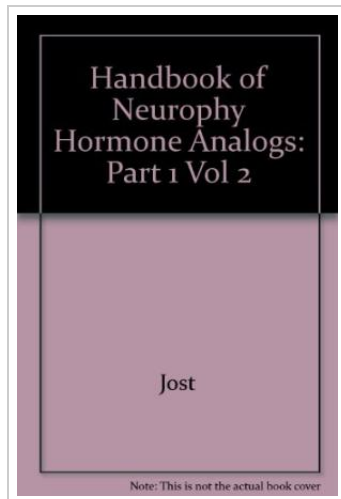 Handbook of
Neurophy
Hormone Analogs:
Part 1 Vol 2
Jost
Note: This is not the actual book cover